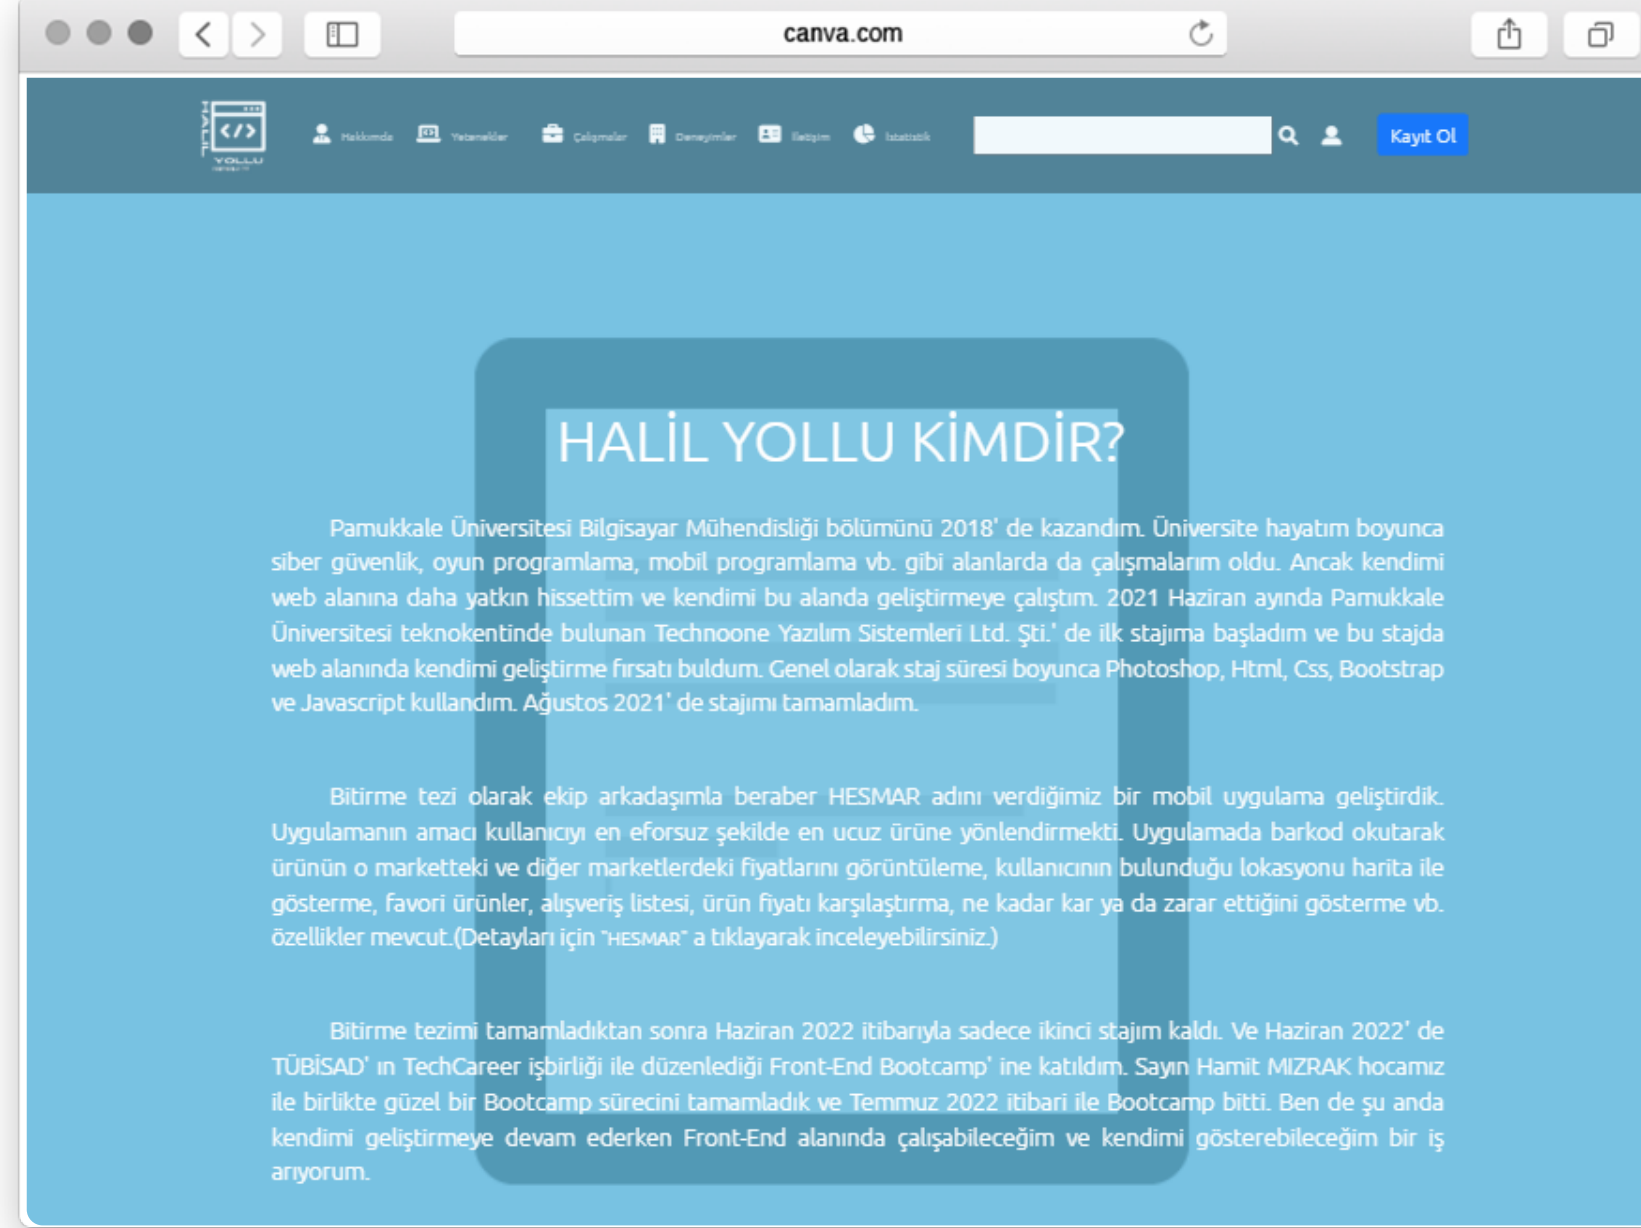 canva.com
HALİL
YOLLU
Hakkımda Yetenekler Çalışmalar Deneyimler İletişim İstatistik Kayıt Ol
HALİL YOLLU KİMDİR?
Pamukkale Üniversitesi Bilgisayar Mühendisliği bölümünü 2018' de kazandım. Üniversite hayatım boyunca
siber güvenlik, oyun programlama, mobil programlama vb. gibi alanlarda da çalışmalarım oldu. Ancak kendimi
web alanına daha yatkın hissettim ve kendimi bu alanda geliştirmeye çalıştım. 2021 Haziran ayında Pamukkale
Üniversitesi teknokentinde bulunan Technoone Yazılım Sistemleri Ltd. Şti.' de ilk stajıma başladım ve bu stajda
web alanında kendimi geliştirme fırsatı buldum. Genel olarak staj süresi boyunca Photoshop, Html, Css, Bootstrap
ve Javascript kullandım. Ağustos 2021' de stajımı tamamladım.
Bitirme tezi olarak ekip arkadaşımla beraber HESMAR adını verdiğimiz bir mobil uygulama geliştirdik.
Uygulamanın amacı kullanıcıyı en eforsuz şekilde en ucuz ürüne yönlendirmekti. Uygulamada barkod okutarak
ürünün o marketteki ve diğer marketlerdeki fiyatlarını görüntüleme, kullanıcının bulunduğu lokasyonu harita ile
gösterme, favori ürünler, alışveriş listesi, ürün fiyatı karşılaştırma, ne kadar kar ya da zarar ettiğini gösterme vb.
özellikler mevcut.(Detayları için "HESMAR" a tıklayarak inceleyebilirsiniz.)
Bitirme tezimi tamamladıktan sonra Haziran 2022 itibarıyla sadece ikinci stajım kaldı. Ve Haziran 2022' de
TÜBİSAD' ın TechCareer işbirliği ile düzenlediği Front-End Bootcamp' ine katıldım. Sayın Hamit MIZRAK hocamız
ile birlikte güzel bir Bootcamp sürecini tamamladık ve Temmuz 2022 itibari ile Bootcamp bitti. Ben de şu anda
kendimi geliştirmeye devam ederken Front-End alanında çalışabileceğim ve kendimi gösterebileceğim bir iş
arıyorum.